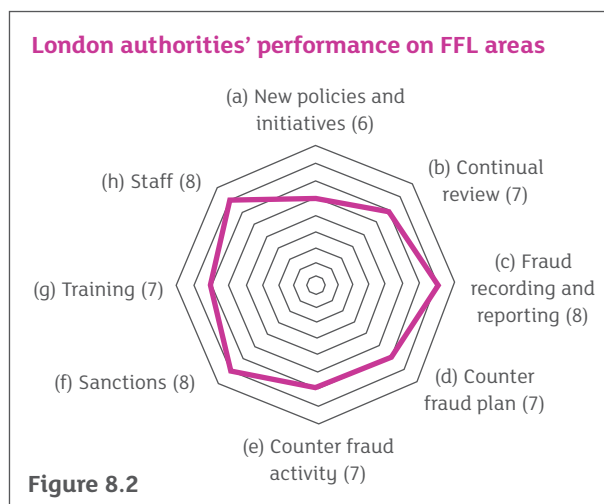 London authorities’ performance on FFL areas
(a) New policies and
initiatives (6)
(b) Continual
review (7)
(c) Fraud
recording and
reporting (8)
(d) Counter
fraud plan (7)
(e) Counter fraud
activity (7)
(f) Sanctions (8)
(g) Training (7)
(h) Staff (8)
Figure 8.2